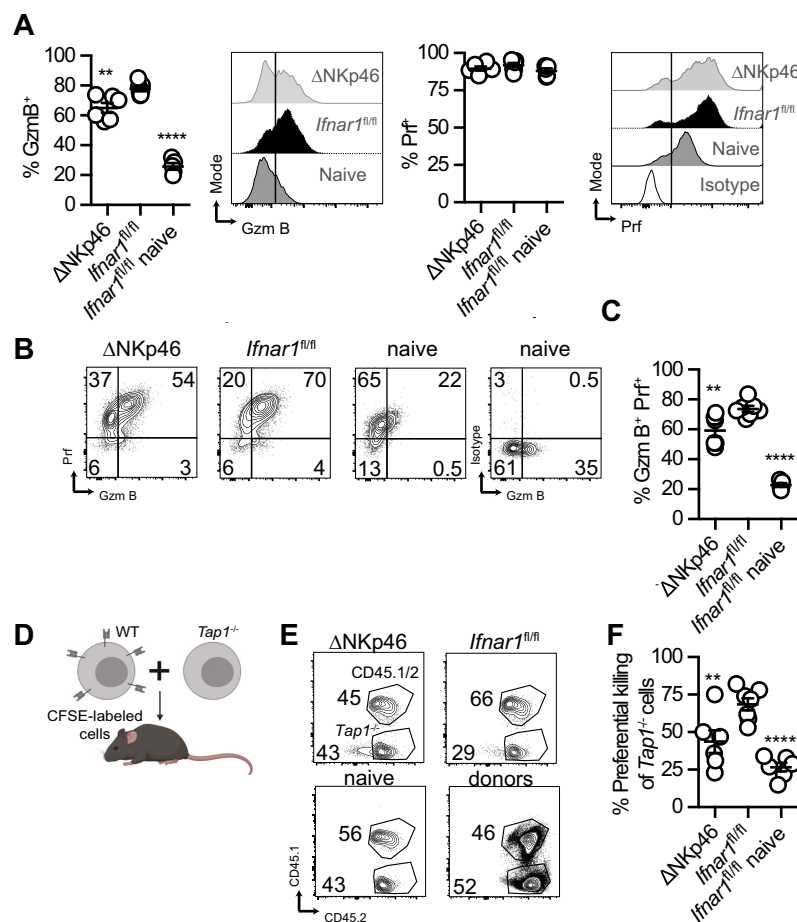 A
% GzmB⁺
100
80
60
40
20
0
**
****
ΔNKp46
Ifnar1fl/fl
Ifnar1fl/fl naive
ΔNKp46
Ifnar1fl/fl
Naive
Mode
Gzm B
% Prf⁺
100
75
50
25
0
ΔNKp46
Ifnar1fl/fl
Ifnar1fl/fl naive
ΔNKp46
Ifnar1fl/fl
Naive
Isotype
Mode
Prf
B
ΔNKp46
37 54
6 3
Prf
Gzm B
Ifnar1fl/fl
20 70
6 4
naive
65 22
13 0.5
naive
3 0.5
61 35
Isotype
Gzm B
C
% Gzm B⁺ Prf⁺
100
80
60
40
20
0
**
****
ΔNKp46
Ifnar1fl/fl
Ifnar1fl/fl naive
D
WT
Tap1-/-
CFSE-labeled
cells
E
ΔNKp46
CD45.1/2
45
Tap1-/-
43
Ifnar1fl/fl
66
29
naive
56
43
donors
46
52
CD45.1
CD45.2
F
% Preferential killing
of Tap1-/- cells
100
75
50
25
0
**
****
ΔNKp46
Ifnar1fl/fl
Ifnar1fl/fl naive